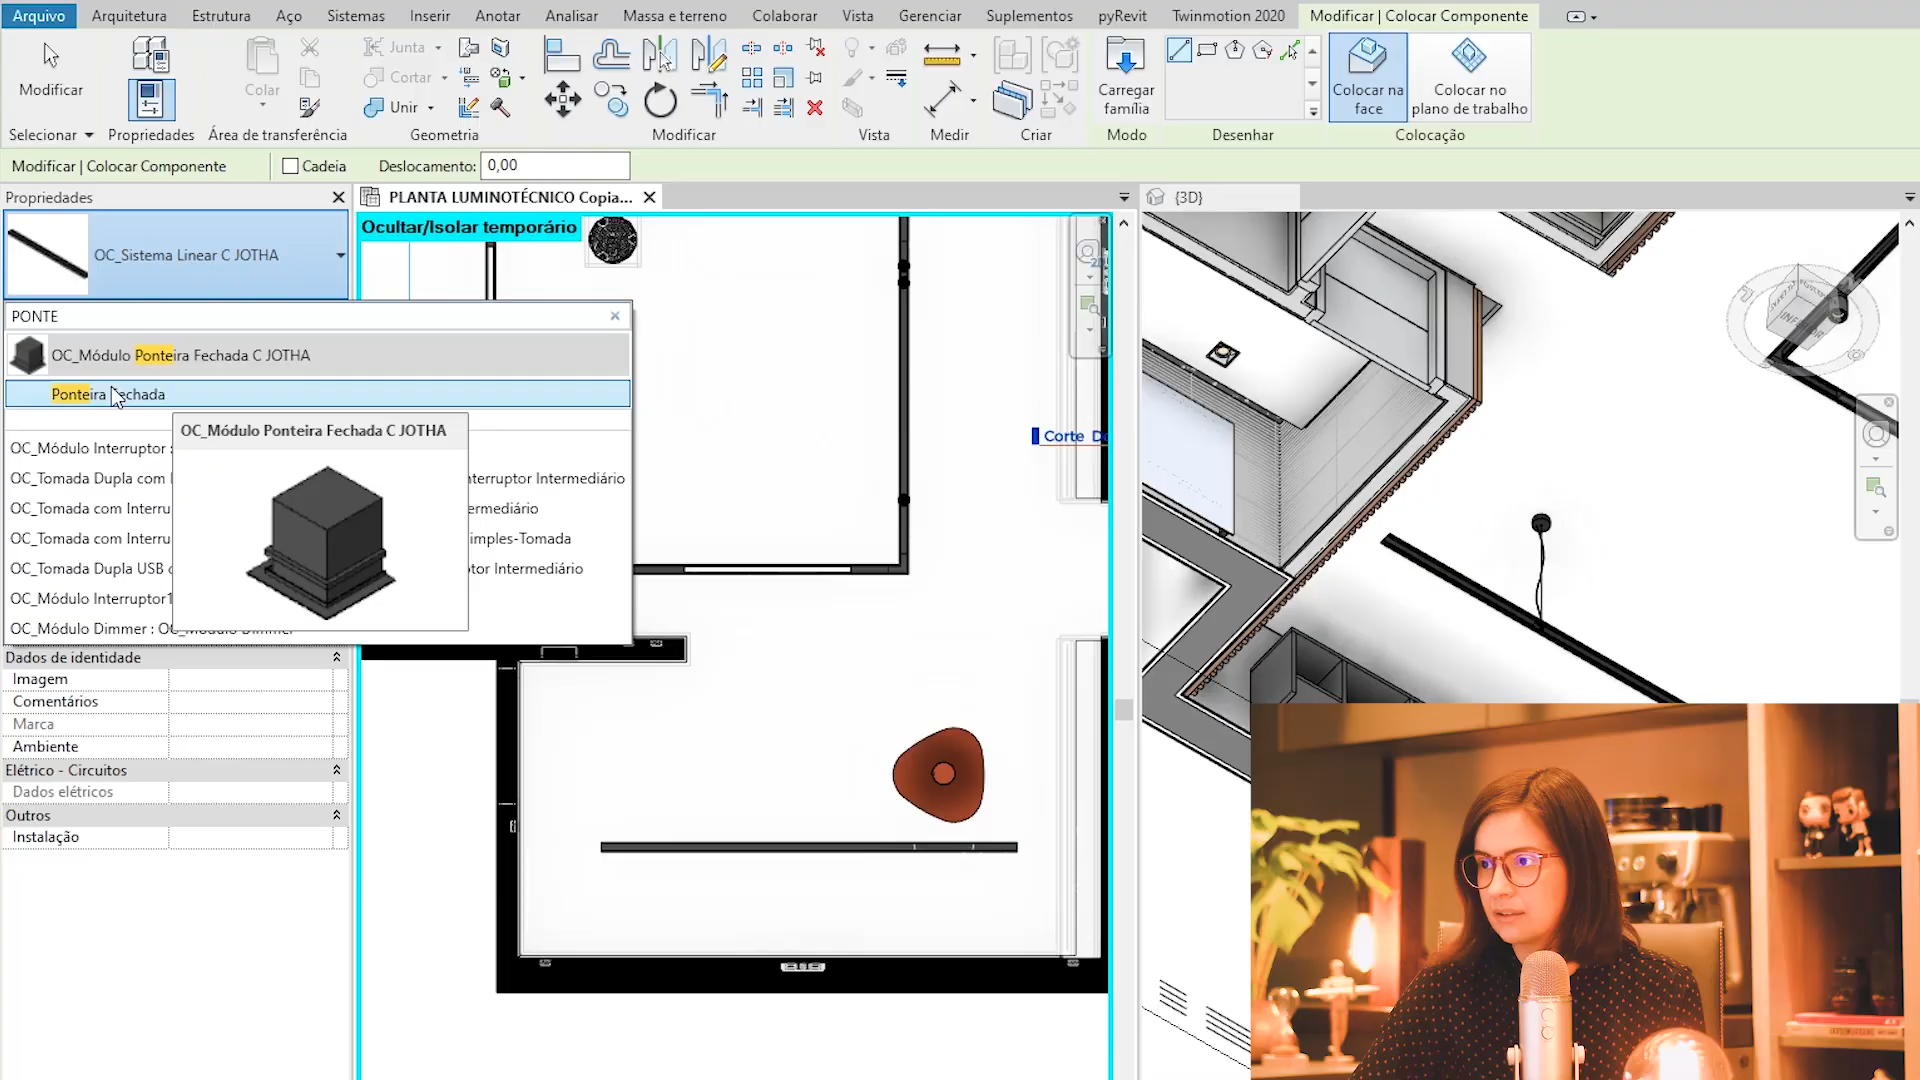 Arquivo Arquitetura Estrutura Aço Sistemas Inserir Anotar Analisar Massa e terreno Colaborar Vista Gerenciar Suplementos pyRevit Twinmotion 2020 Modificar | Colocar Componente
Modificar
Colar
Junta
Cortar
Unir
Carregar
família
Colocar na
face
Colocar no
plano de trabalho
Selecionar Propriedades Área de transferência Geometria Modificar Vista Medir Criar Modo Desenhar Colocação
Modificar | Colocar Componente Cadeia Deslocamento: 0,00
Propriedades
PLANTA LUMINOTÉCNICO Copia...
{3D}
Ocultar/Isolar temporário
OC_Sistema Linear C JOTHA
PONTE
OC_Módulo Ponteira Fechada C JOTHA
Ponteira Fechada
OC_Módulo Ponteira Fechada C JOTHA
OC_Módulo Interruptor :
OC_Tomada Dupla com nterruptor Intermediário
OC_Tomada com Interru ermediário
OC_Tomada com Interru imples-Tomada
OC_Tomada Dupla USB tor Intermediário
OC_Módulo Interruptor1
OC_Módulo Dimmer : OC_Módulo Dimmer
Corte D
Dados de identidade
Imagem
Comentários
Marca
Ambiente
Elétrico - Circuitos
Dados elétricos
Outros
Instalação